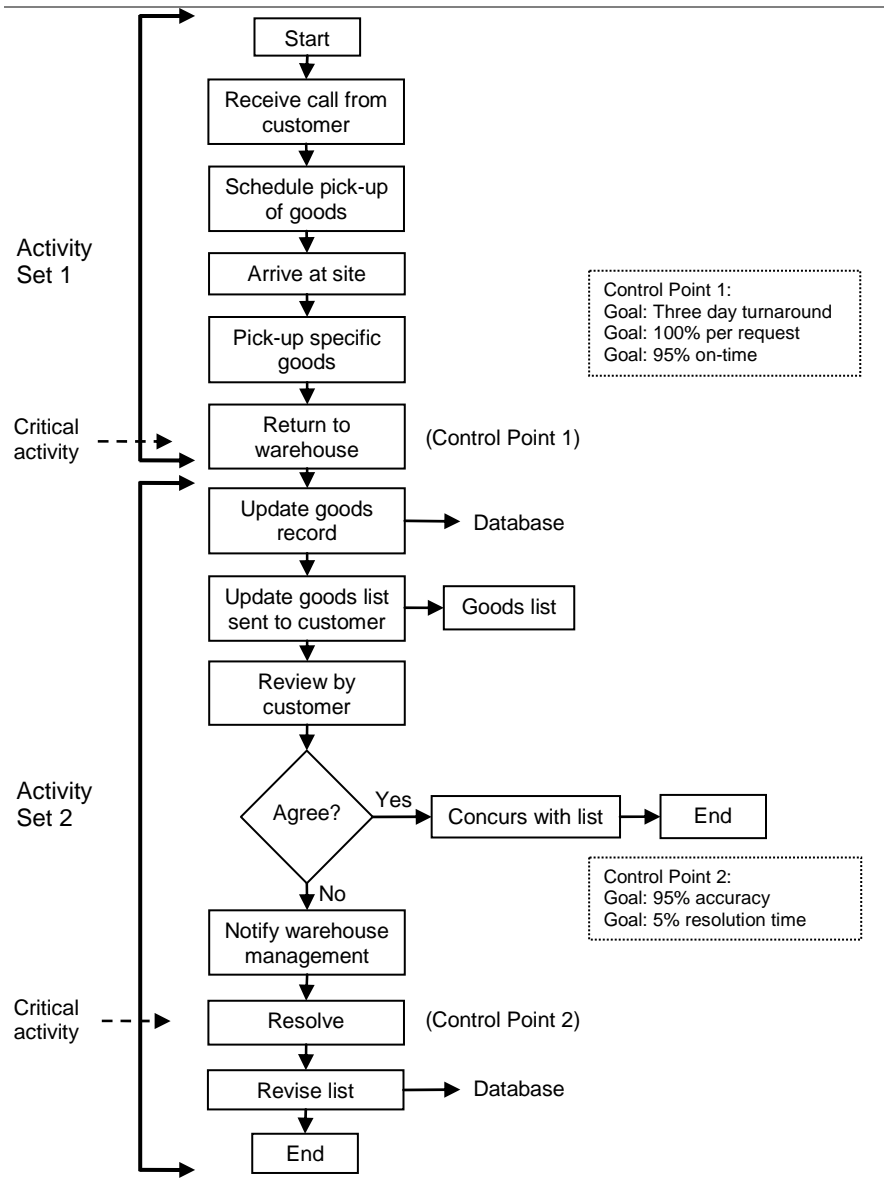 Start
Receive call from
customer
Schedule pick-up
of goods
Activity
Set 1
Arrive at site
Control Point 1:
Goal: Three day turnaround
Goal: 100% per request
Goal: 95% on-time
Pick-up specific
goods
Critical
activity
Return to
warehouse
(Control Point 1)
Update goods
record
Database
Update goods list
sent to customer
Goods list
Review by
customer
Activity
Set 2
Agree?
Yes
Concurs with list
End
No
Control Point 2:
Goal: 95% accuracy
Goal: 5% resolution time
Notify warehouse
management
Critical
activity
Resolve
(Control Point 2)
Revise list
Database
End